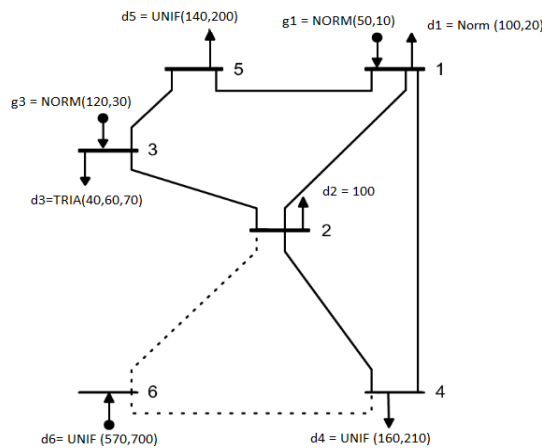 d5 = UNIF(140,200)
g1 = NORM(50,10)
d1 = Norm (100,20)
5
1
g3 = NORM(120,30)
3
d3=TRIA(40,60,70)
d2 = 100
2
6
4
d6= UNIF (570,700)
d4 = UNIF (160,210)